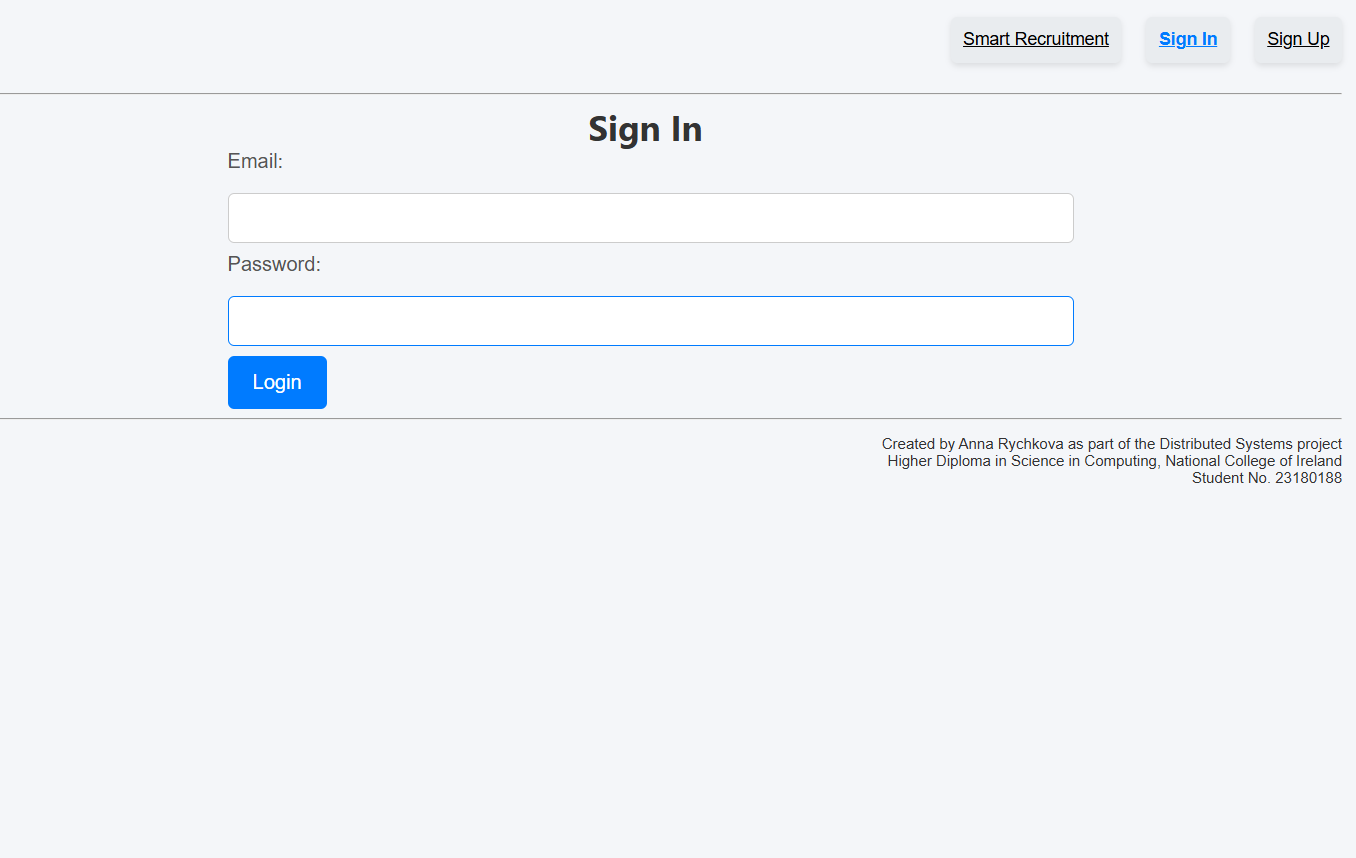 Smart Recruitment Sign In Sign Up
Sign In
Email:
Password:
Login
Created by Anna Rychkova as part of the Distributed Systems project
Higher Diploma in Science in Computing, National College of Ireland
Student No. 23180188